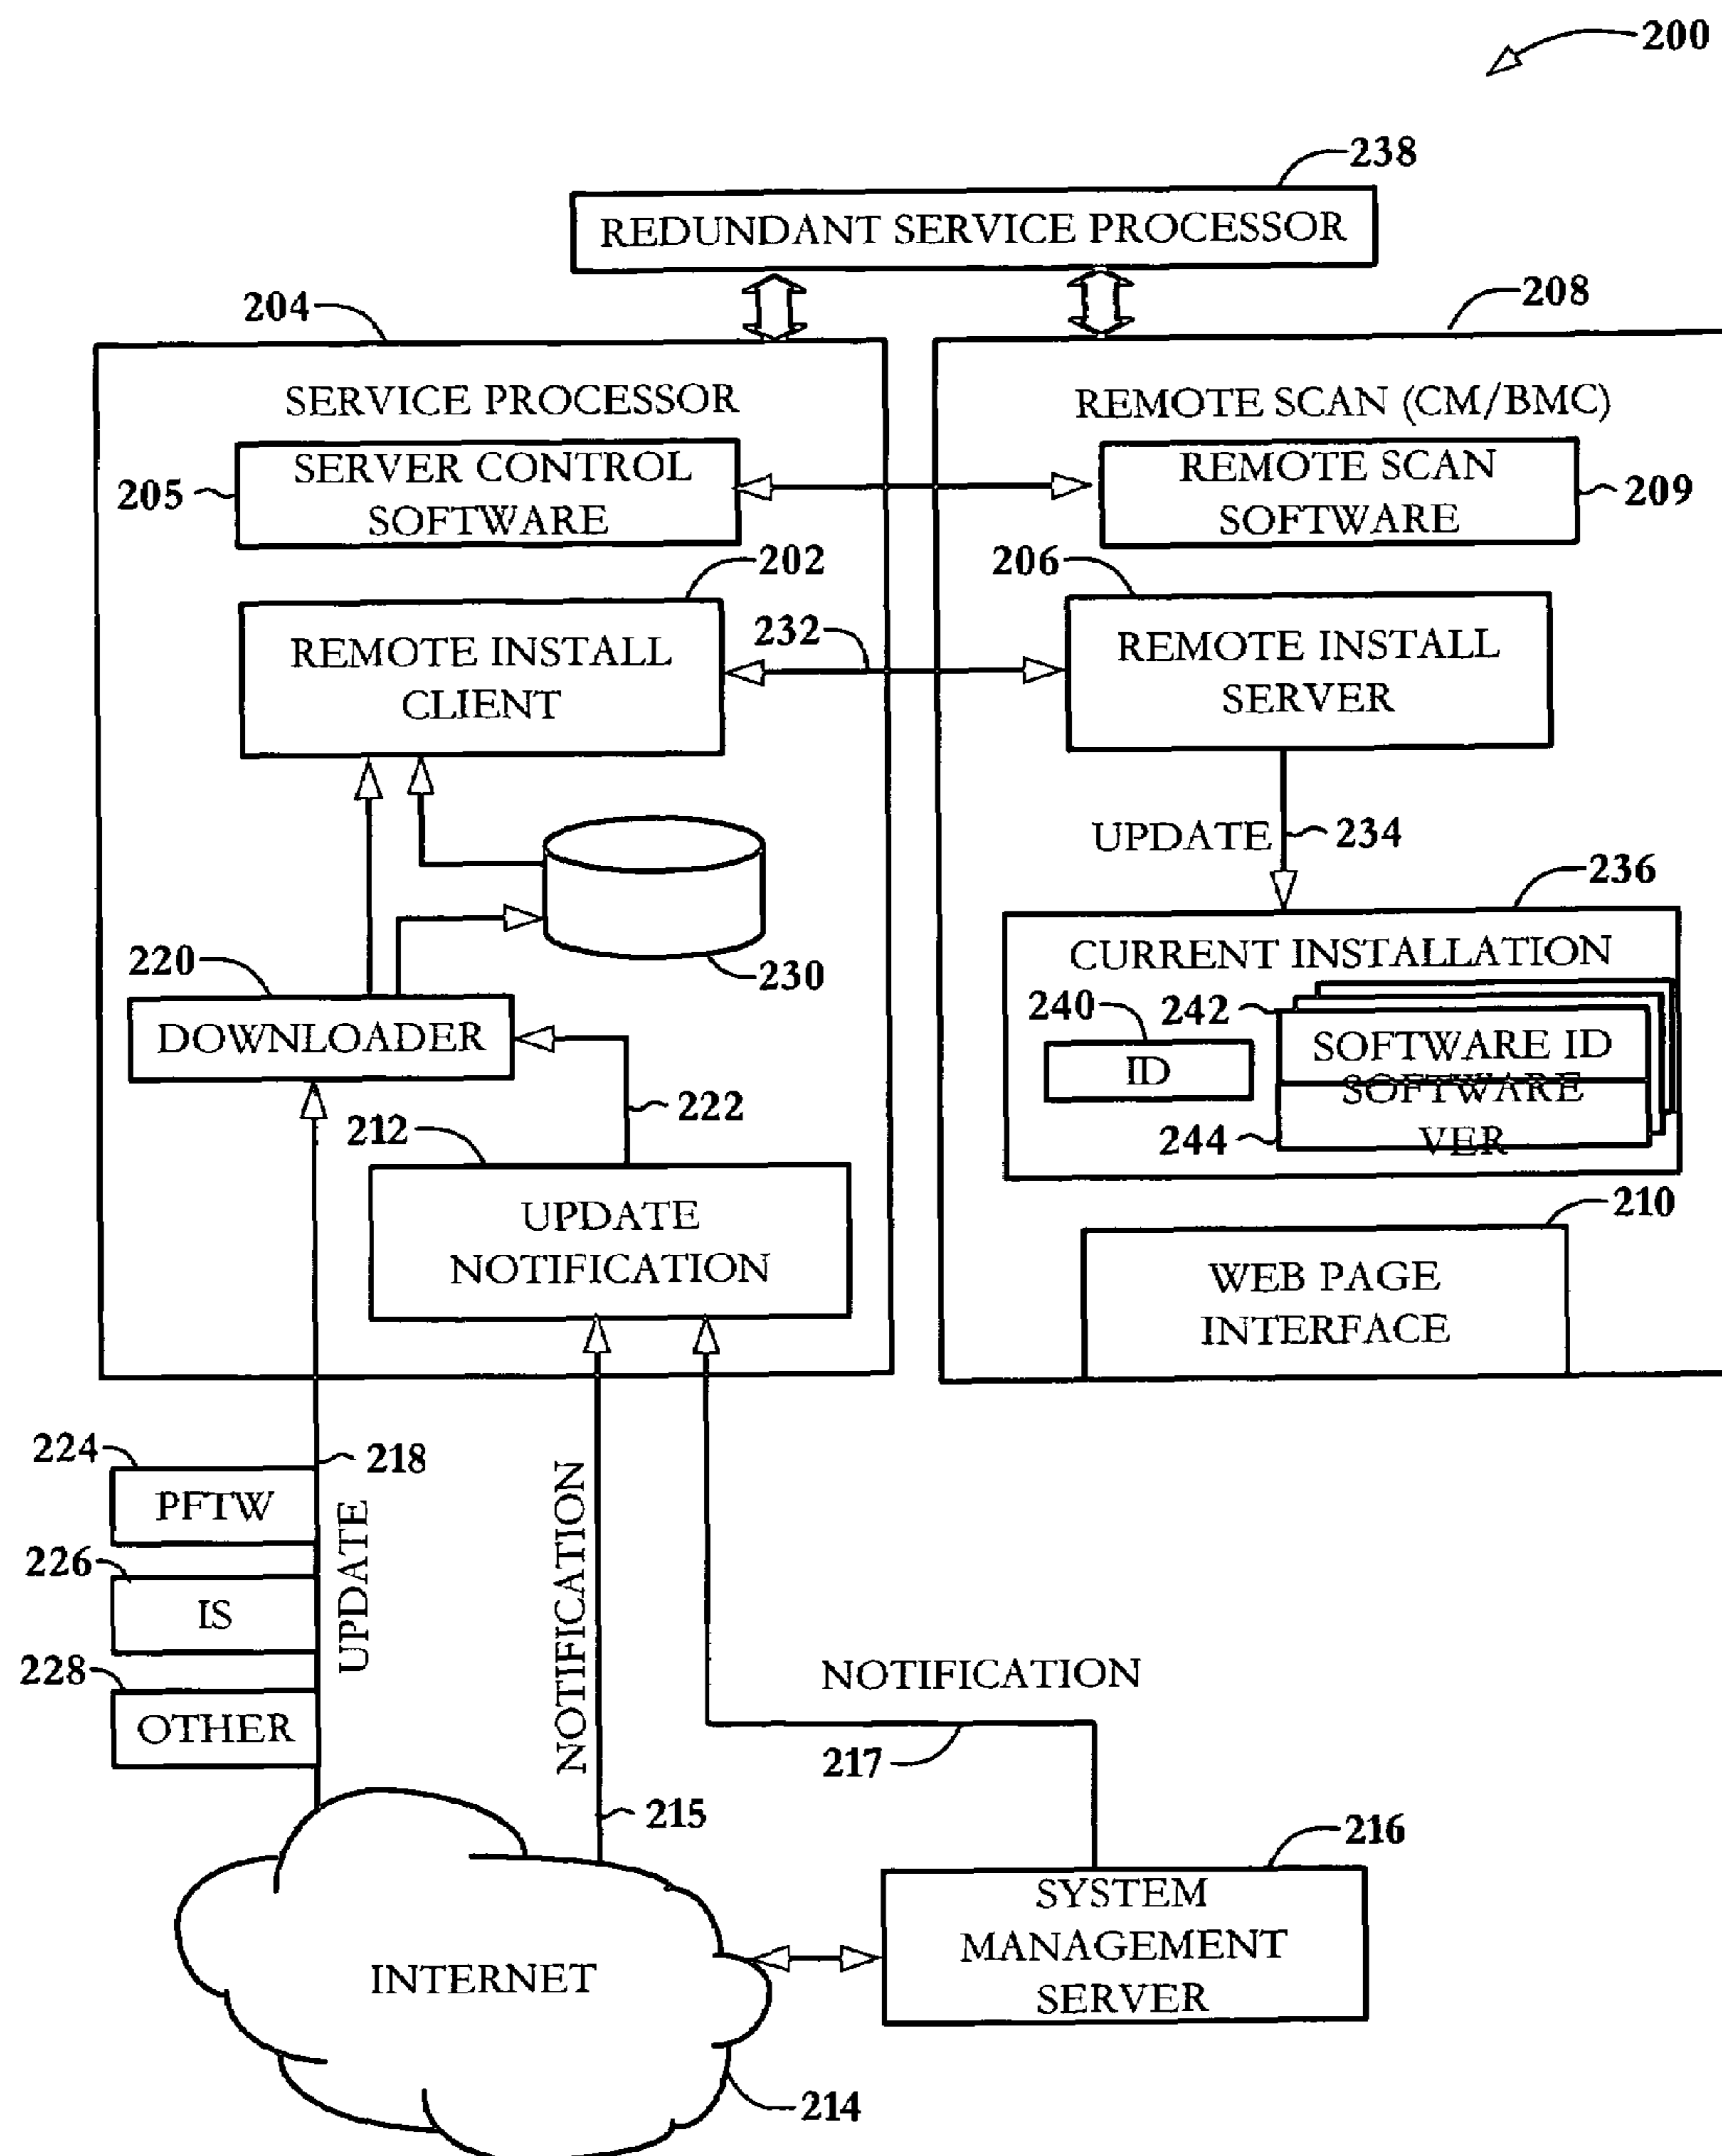 200
238
REDUNDANT SERVICE PROCESSOR
204
208
SERVICE PROCESSOR
REMOTE SCAN (CM/BMC)
205
SERVER CONTROL
SOFTWARE
REMOTE SCAN
SOFTWARE
209
202
206
REMOTE INSTALL
CLIENT
232
REMOTE INSTALL
SERVER
UPDATE
234
236
230
220
DOWNLOADER
CURRENT INSTALLATION
240
ID
242
SOFTWARE ID
SOFTWARE
VER
244
222
212
UPDATE
NOTIFICATION
210
WEB PAGE
INTERFACE
224
PFTW
218
226
IS
228
OTHER
UPDATE
NOTIFICATION
NOTIFICATION
217
215
216
SYSTEM
MANAGEMENT
SERVER
INTERNET
214